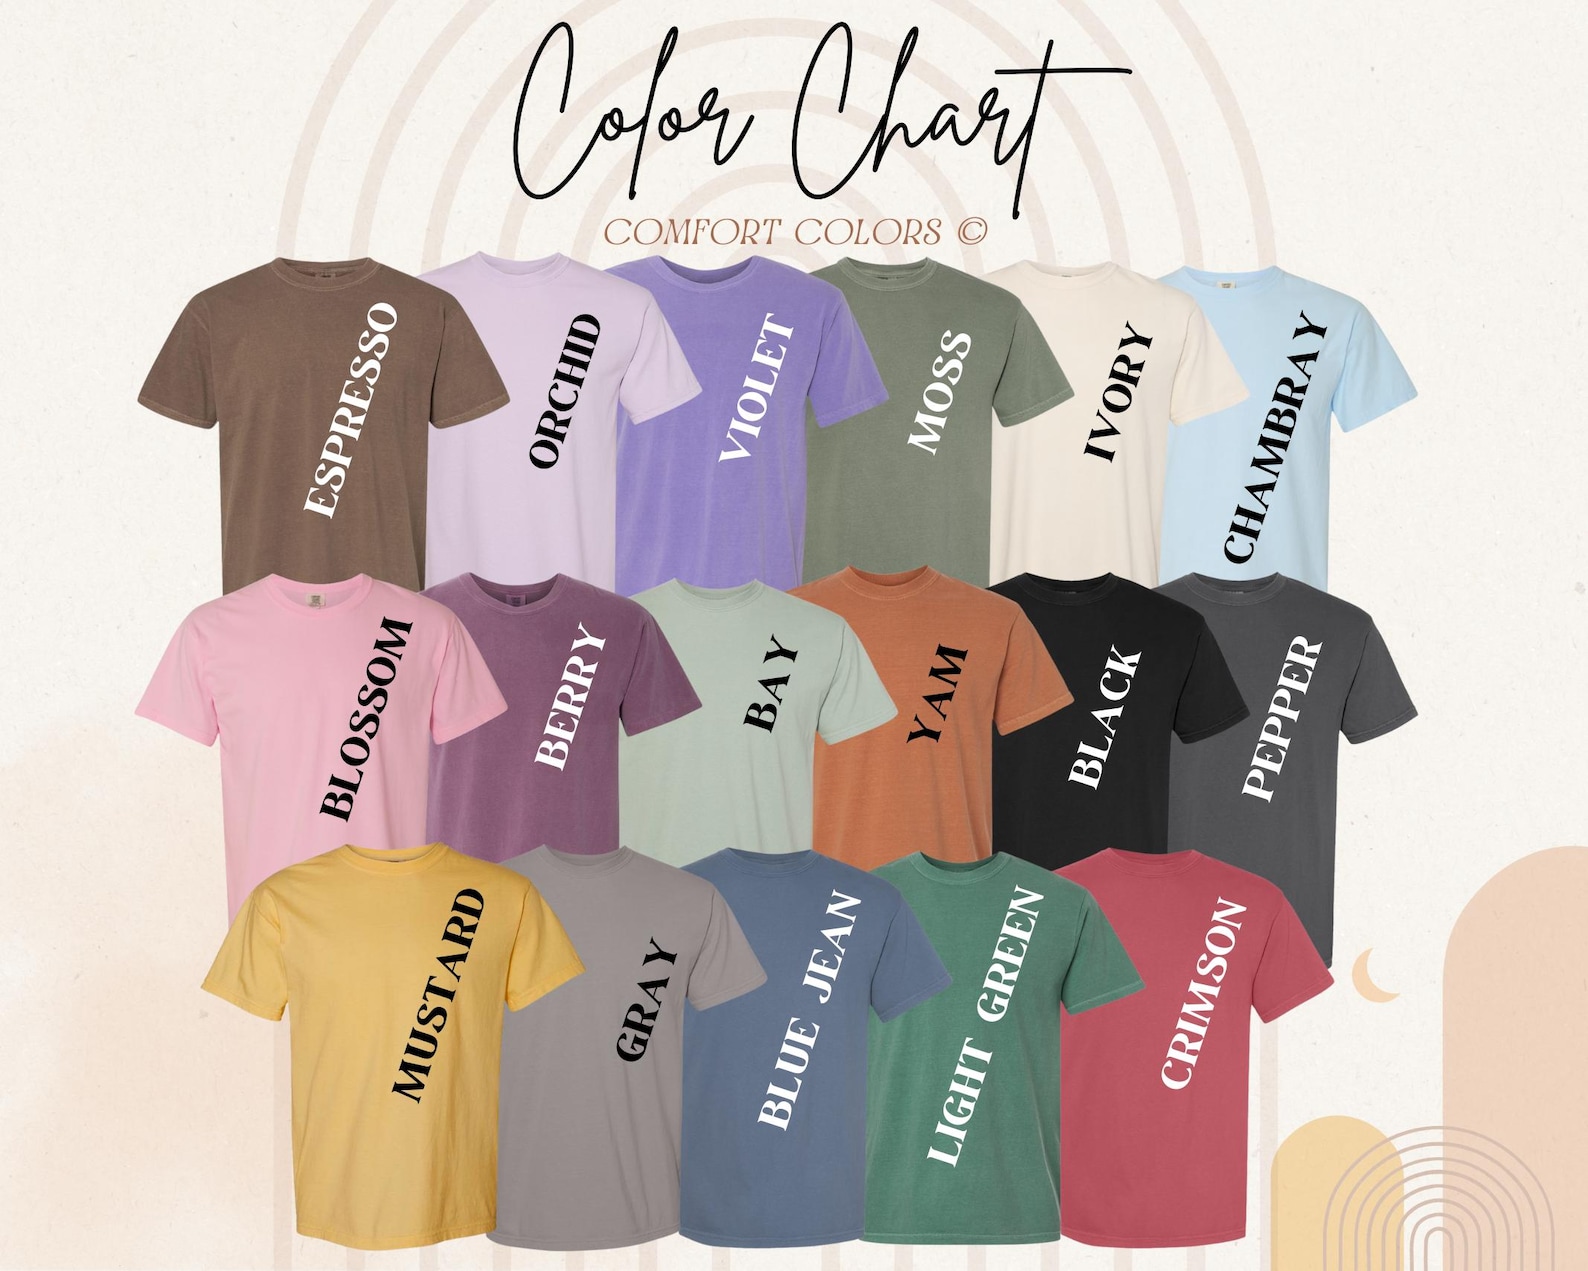 Color Chart
COMFORT COLORS ©
ESPRESSO
ORCHID
VIOLET
MOSS
IVORY
CHAMBRAY
BLOSSOM
BERRY
BAY
YAM
BLACK
PEPPER
MUSTARD
GRAY
BLUE JEAN
LIGHT GREEN
CRIMSON